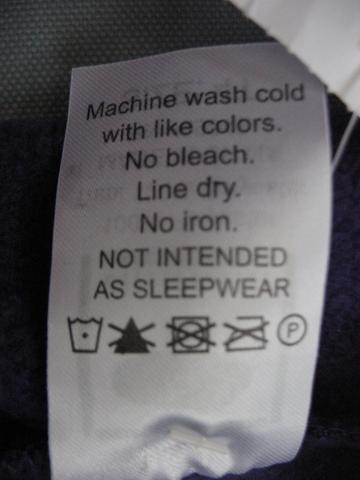 Machine wash cold
with like colors.
No bleach.
Line dry.
No iron.
NOT INTENDED
AS SLEEPWEAR
P